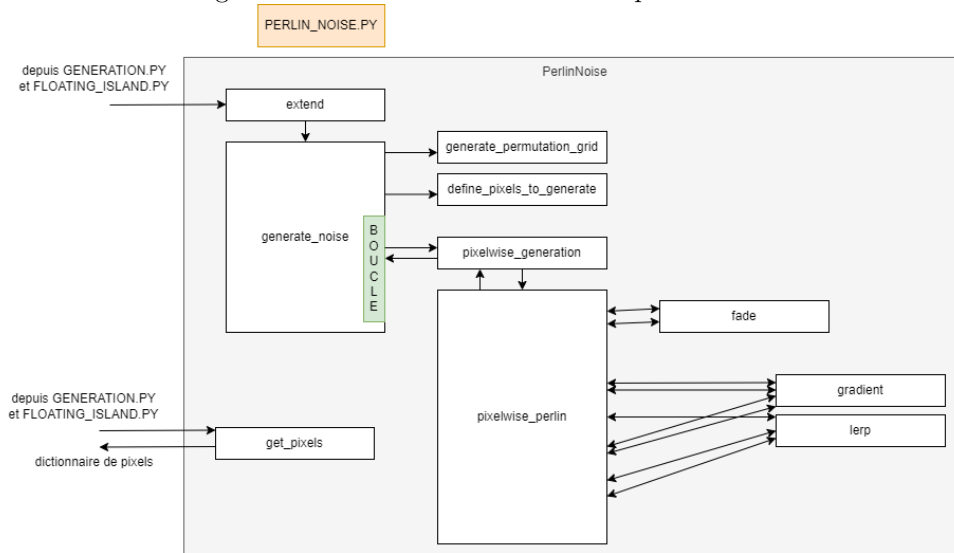 PERLIN_NOISE.PY
PerlinNoise
depuis GENERATION.PY
et FLOATING_ISLAND.PY
extend
generate_noise
B
O
U
C
L
E
generate_permutation_grid
define_pixels_to_generate
pixelwise_generation
pixelwise_perlin
fade
gradient
lerp
depuis GENERATION.PY
et FLOATING_ISLAND.PY
get_pixels
dictionnaire de pixels